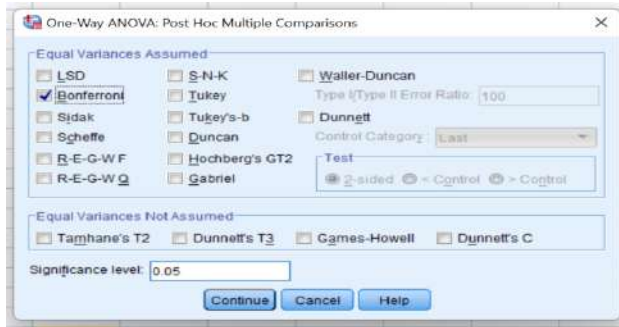 One-Way ANOVA: Post Hoc Multiple Comparisons
Equal Variances Assumed
LSD S-N-K Waller-Duncan
Bonferroni Tukey Type I/Type II Error Ratio: 100
Sidak Tukey's-b Dunnett
Scheffe Duncan Control Category: Last
R-E-G-W F Hochberg's GT2 Test
R-E-G-W Q Gabriel 2-sided < Control > Control
Equal Variances Not Assumed
Tamhane's T2 Dunnett's T3 Games-Howell Dunnett's C
Significance level: 0.05
Continue Cancel Help